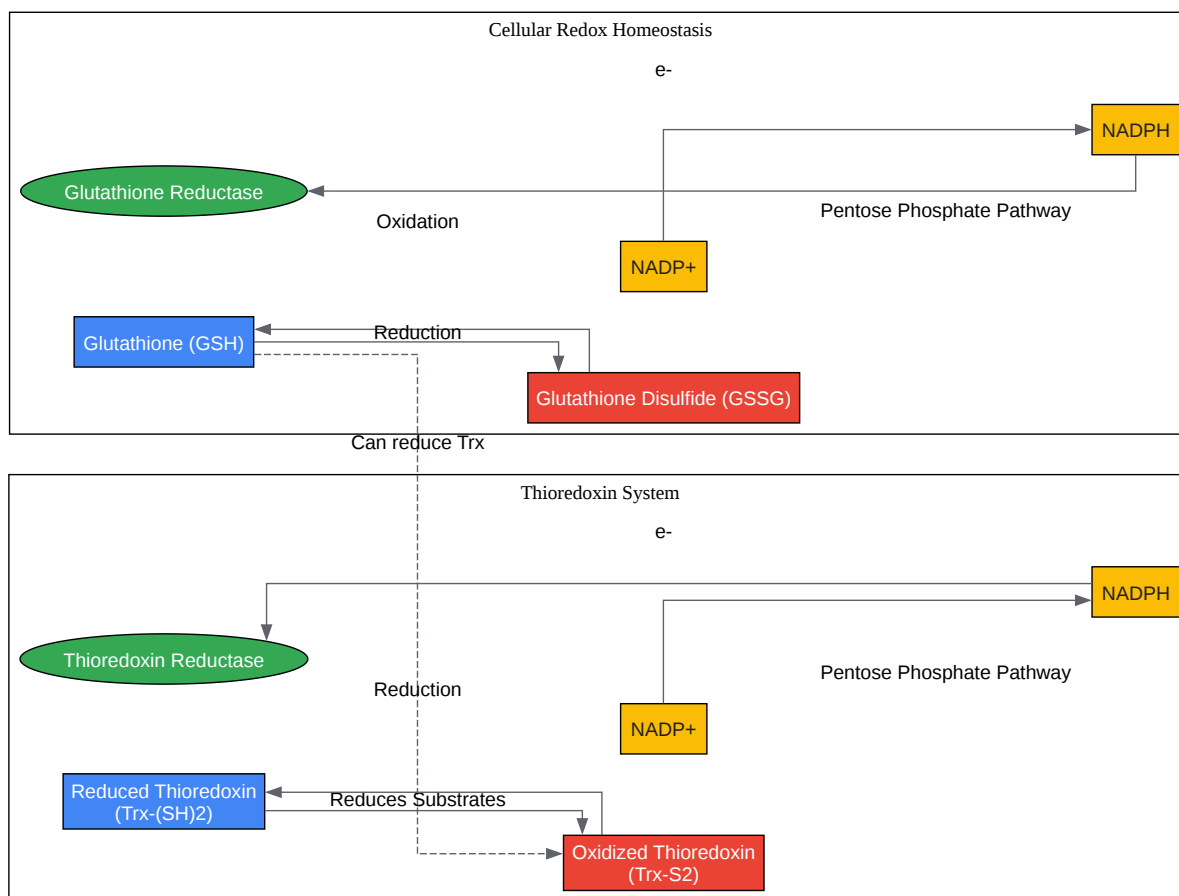 Cellular Redox Homeostasis
e-
NADPH
Glutathione Reductase
Oxidation
Pentose Phosphate Pathway
NADP+
Glutathione (GSH)
Reduction
Glutathione Disulfide (GSSG)
Can reduce Trx
Thioredoxin System
e-
NADPH
Thioredoxin Reductase
Reduction
Pentose Phosphate Pathway
NADP+
Reduced Thioredoxin
(Trx-(SH)2)
Reduces Substrates
Oxidized Thioredoxin
(Trx-S2)